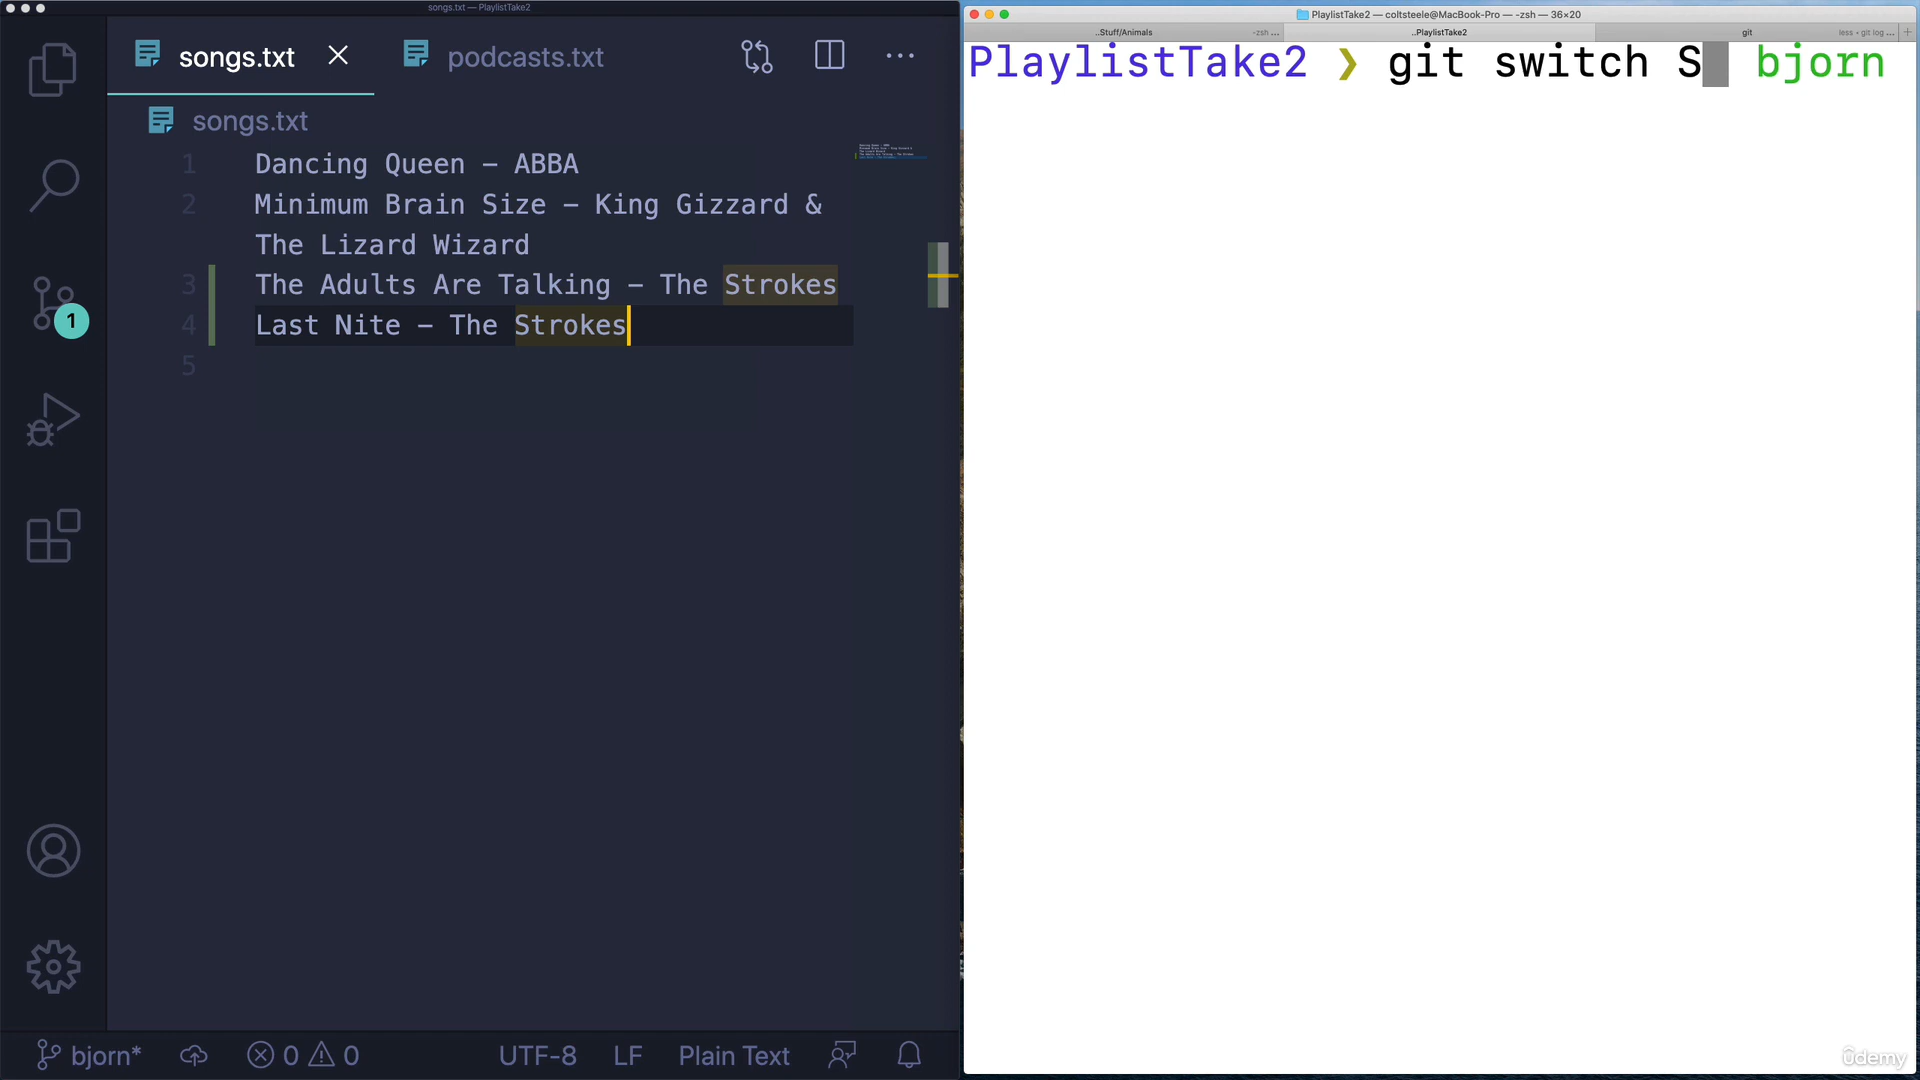 songs.txt — PlaylistTake2
songs.txt
podcasts.txt
songs.txt
1 Dancing Queen – ABBA
2 Minimum Brain Size – King Gizzard &
The Lizard Wizard
3 The Adults Are Talking – The Strokes
4 Last Nite – The Strokes
5
1
bjorn*
0
0
UTF-8
LF
Plain Text
PlaylistTake2 — coltsteele@MacBook-Pro — -zsh — 36×20
..Stuff/Animals
-zsh ...
..PlaylistTake2
git
less • git log ...
PlaylistTake2 ❯ git switch S bjorn
ûdemy